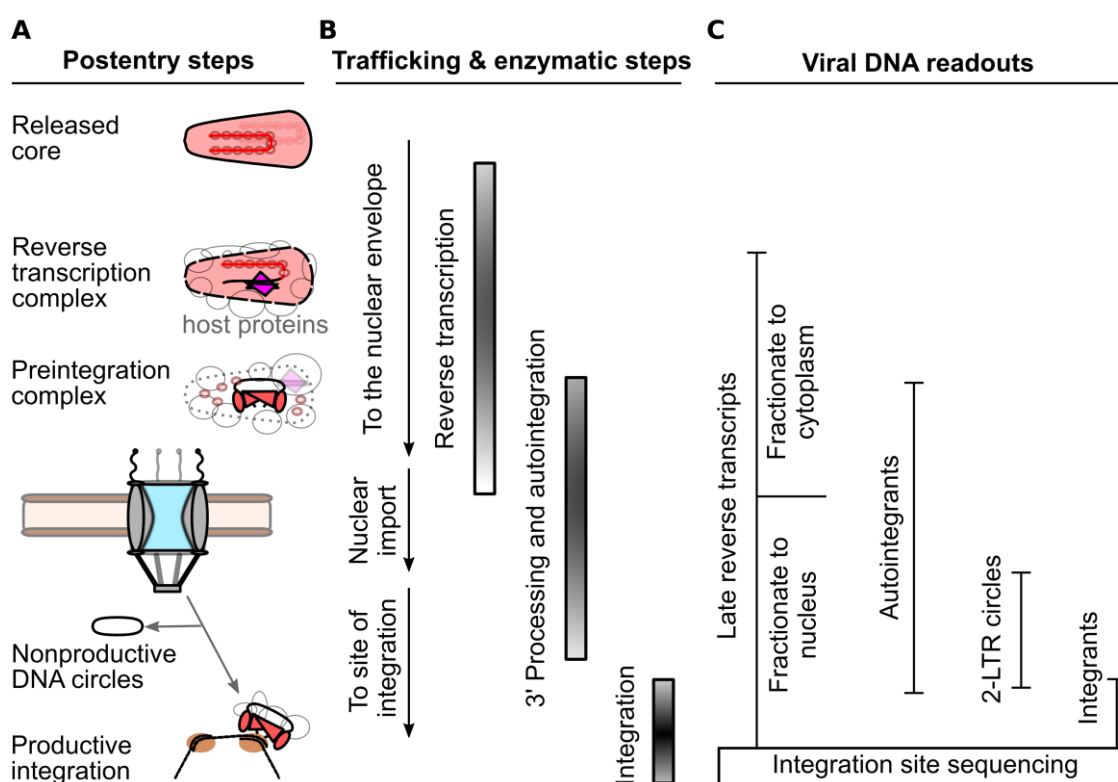 A
Postentry steps
Released
core
Reverse
transcription
complex
host proteins
Preintegration
complex
Nonproductive
DNA circles
Productive
integration
B
Trafficking & enzymatic steps
To the nuclear envelope
Reverse transcription
Nuclear
import
3' Processing and autointegration
To site of
integration
Integration
C
Viral DNA readouts
Late reverse transcripts
Fractionate to
cytoplasm
Fractionate to
nucleus
Autointegrants
2-LTR circles
Integrants
Integration site sequencing